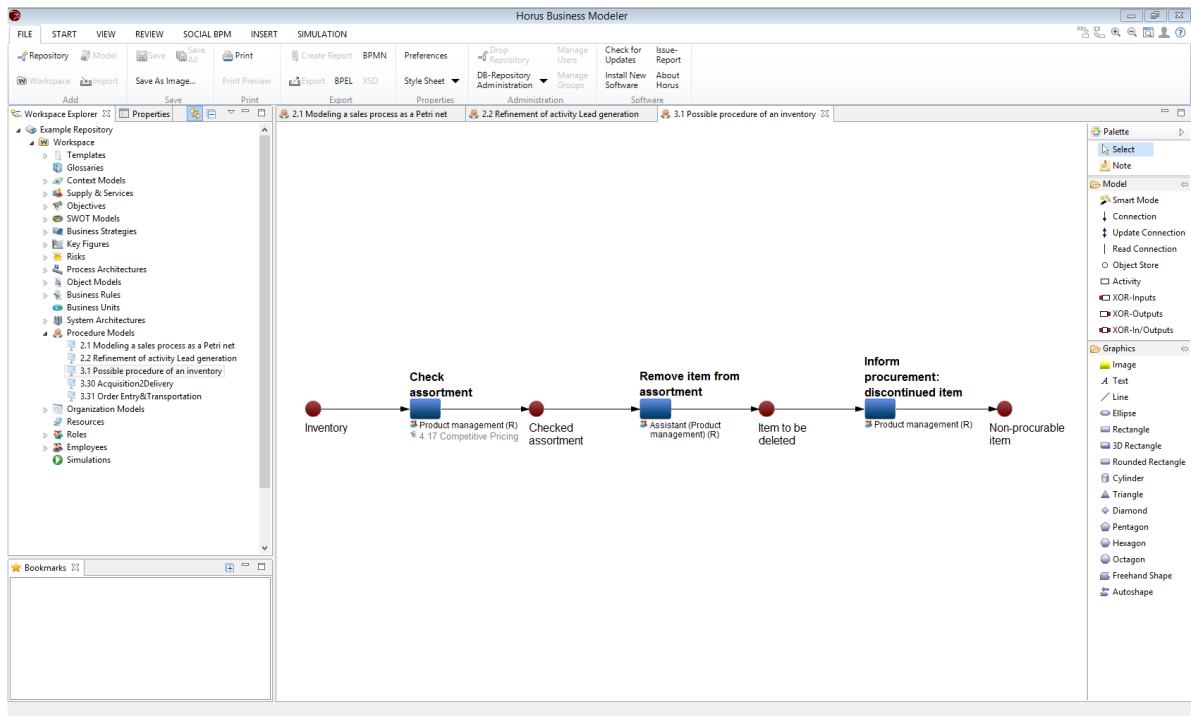 Horus Business Modeler
FILE START VIEW REVIEW SOCIAL BPM INSERT SIMULATION
Repository Model Save Save All Print Create Report BPMN Preferences Drop Repository Manage Users Check for Updates Issue-Report
Workspace Import Save As Image... Print Preview Export BPEL XSD Style Sheet DB-Repository Administration Manage Groups Install New Software About Horus
Add Save Print Export Properties Administration Software
Workspace Explorer Properties
2.1 Modeling a sales process as a Petri net 2.2 Refinement of activity Lead generation 3.1 Possible procedure of an inventory
Example Repository
Workspace
Templates
Glossaries
Context Models
Supply & Services
Objectives
SWOT Models
Business Strategies
Key Figures
Risks
Process Architectures
Object Models
Business Rules
Business Units
System Architectures
Procedure Models
2.1 Modeling a sales process as a Petri net
2.2 Refinement of activity Lead generation
3.1 Possible procedure of an inventory
3.30 Acquisition2Delivery
3.31 Order Entry&Transportation
Organization Models
Resources
Roles
Employees
Simulations
Bookmarks
Inventory
Check
assortment
Product management (R)
4.17 Competitive Pricing
Checked
assortment
Remove item from
assortment
Assistant (Product
management) (R)
Item to be
deleted
Inform
procurement:
discontinued item
Product management (R)
Non-procurable
item
Palette
Select
Note
Model
Smart Mode
Connection
Update Connection
Read Connection
Object Store
Activity
XOR-Inputs
XOR-Outputs
XOR-In/Outputs
Graphics
Image
Text
Line
Ellipse
Rectangle
3D Rectangle
Rounded Rectangle
Cylinder
Triangle
Diamond
Pentagon
Hexagon
Octagon
Freehand Shape
Autoshape